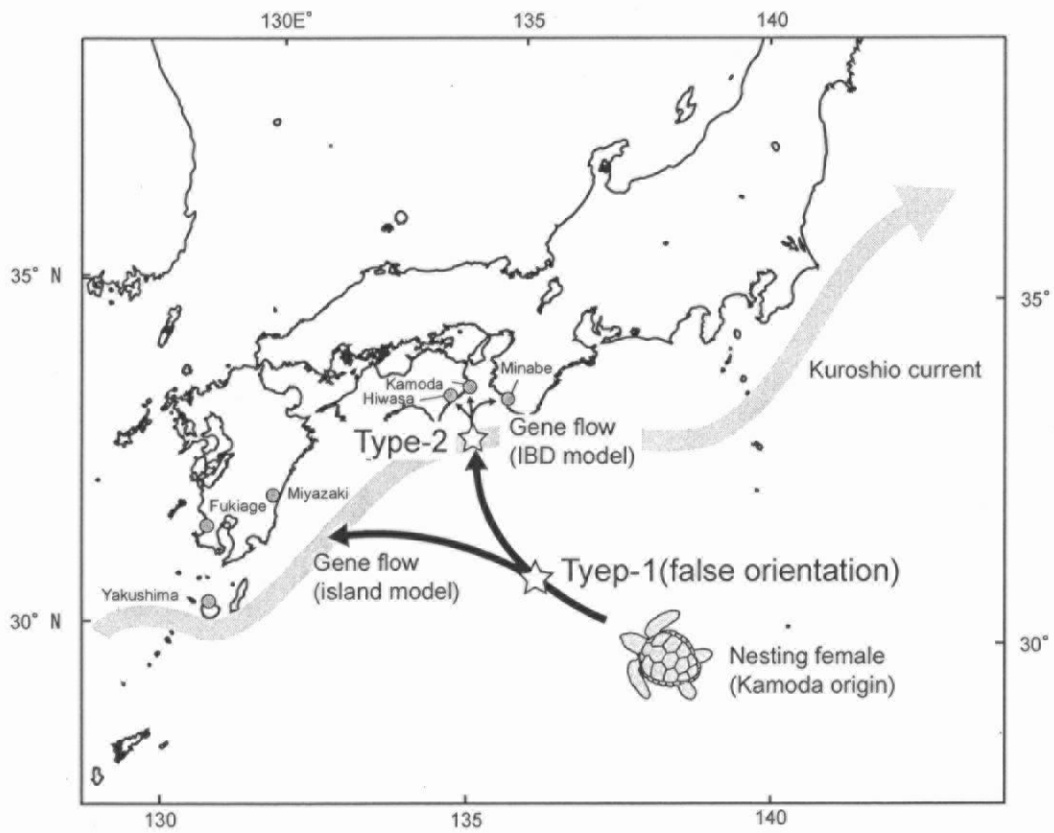 130E°
135
140
35° N
35°
Minabe
Kamoda
Hiwasa
Kuroshio current
Type-2
Gene flow
(IBD model)
Miyazaki
Fukiage
Gene flow
(island model)
Tyep-1(false orientation)
Yakushima
30° N
30°
Nesting female
(Kamoda origin)
130
135
140